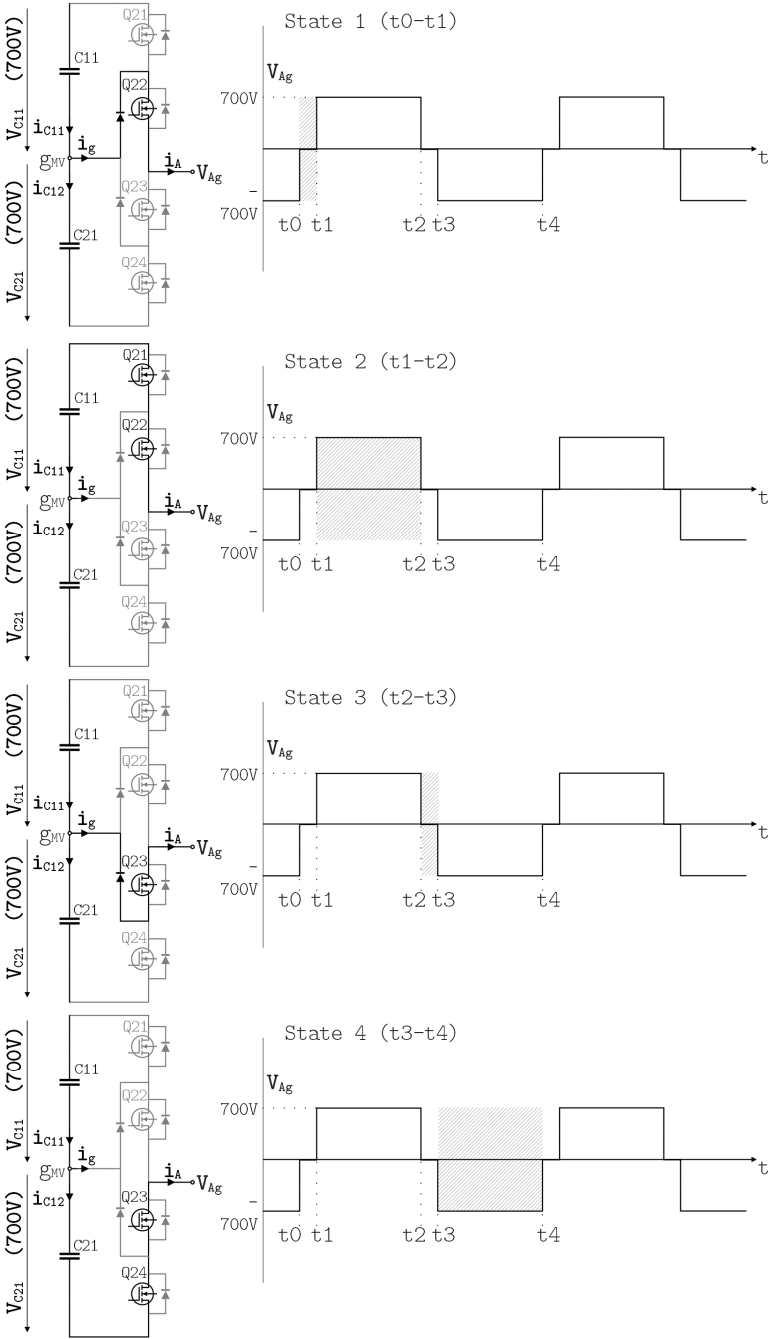 State 1 (t0-t1)
Q21
(700V)
C11
VAg
700V
Q22
VC11
iC11
ig
gMV
iA
VAg
t
iC12
(700V)
Q23
– 700V
t0 t1 t2 t3 t4
C21
Q24
VC21
State 2 (t1-t2)
Q21
(700V)
C11
VAg
700V
Q22
VC11
iC11
ig
gMV
iA
VAg
t
iC12
(700V)
Q23
– 700V
t0 t1 t2 t3 t4
C21
Q24
VC21
State 3 (t2-t3)
Q21
(700V)
C11
VAg
700V
Q22
VC11
iC11
ig
gMV
iA
VAg
t
iC12
(700V)
Q23
– 700V
t0 t1 t2 t3 t4
C21
Q24
VC21
State 4 (t3-t4)
Q21
(700V)
C11
VAg
700V
Q22
VC11
iC11
ig
gMV
iA
VAg
t
iC12
(700V)
Q23
– 700V
t0 t1 t2 t3 t4
C21
Q24
VC21